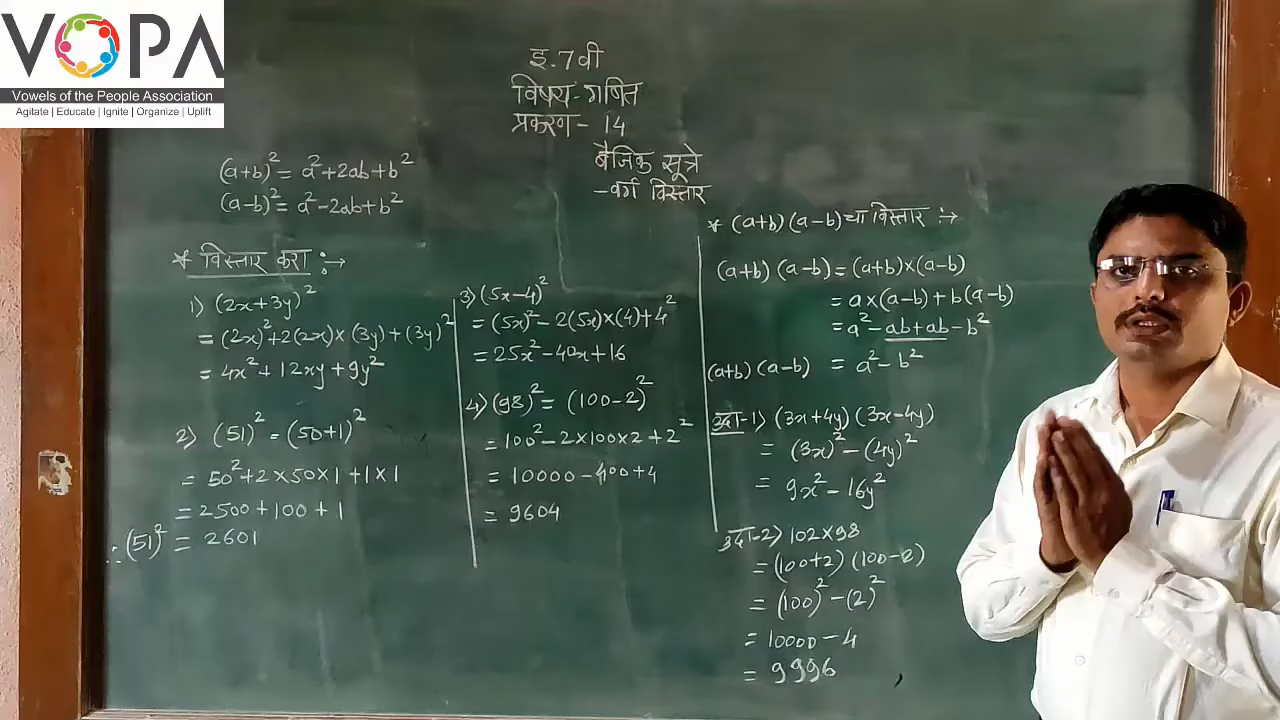 VOPA
Vowels of the People Association
Agitate | Educate | Ignite | Organize | Uplift
इ. 7 वी
विषय - गणित
प्रकरण - 14
बैजिक सूत्रे
- वर्ग विस्तार
(a+b)² = a²+2ab+b²
(a-b)² = a²-2ab+b²
* विस्तार करा :→
1) (2x+3y)²
= (2x)²+2(2x)×(3y)+(3y)²
= 4x²+12xy+9y²
2) (51)² = (50+1)²
= 50²+2×50×1+1×1
= 2500+100+1
∴ (51)² = 2601
3) (5x-4)²
= (5x)²-2(5x)×(4)+4²
= 25x²-40x+16
4) (98)² = (100-2)²
= 100²-2×100×2+2²
= 10000-400+4
= 9604
* (a+b)(a-b) चा विस्तार :→
(a+b)(a-b) = (a+b)×(a-b)
= a×(a-b)+b(a-b)
= a²-ab+ab-b²
(a+b)(a-b) = a²-b²
उदा-1) (3x+4y)(3x-4y)
= (3x)²-(4y)²
= 9x²-16y²
उदा-2) 102×98
= (100+2)(100-2)
= (100)²-(2)²
= 10000-4
= 9996